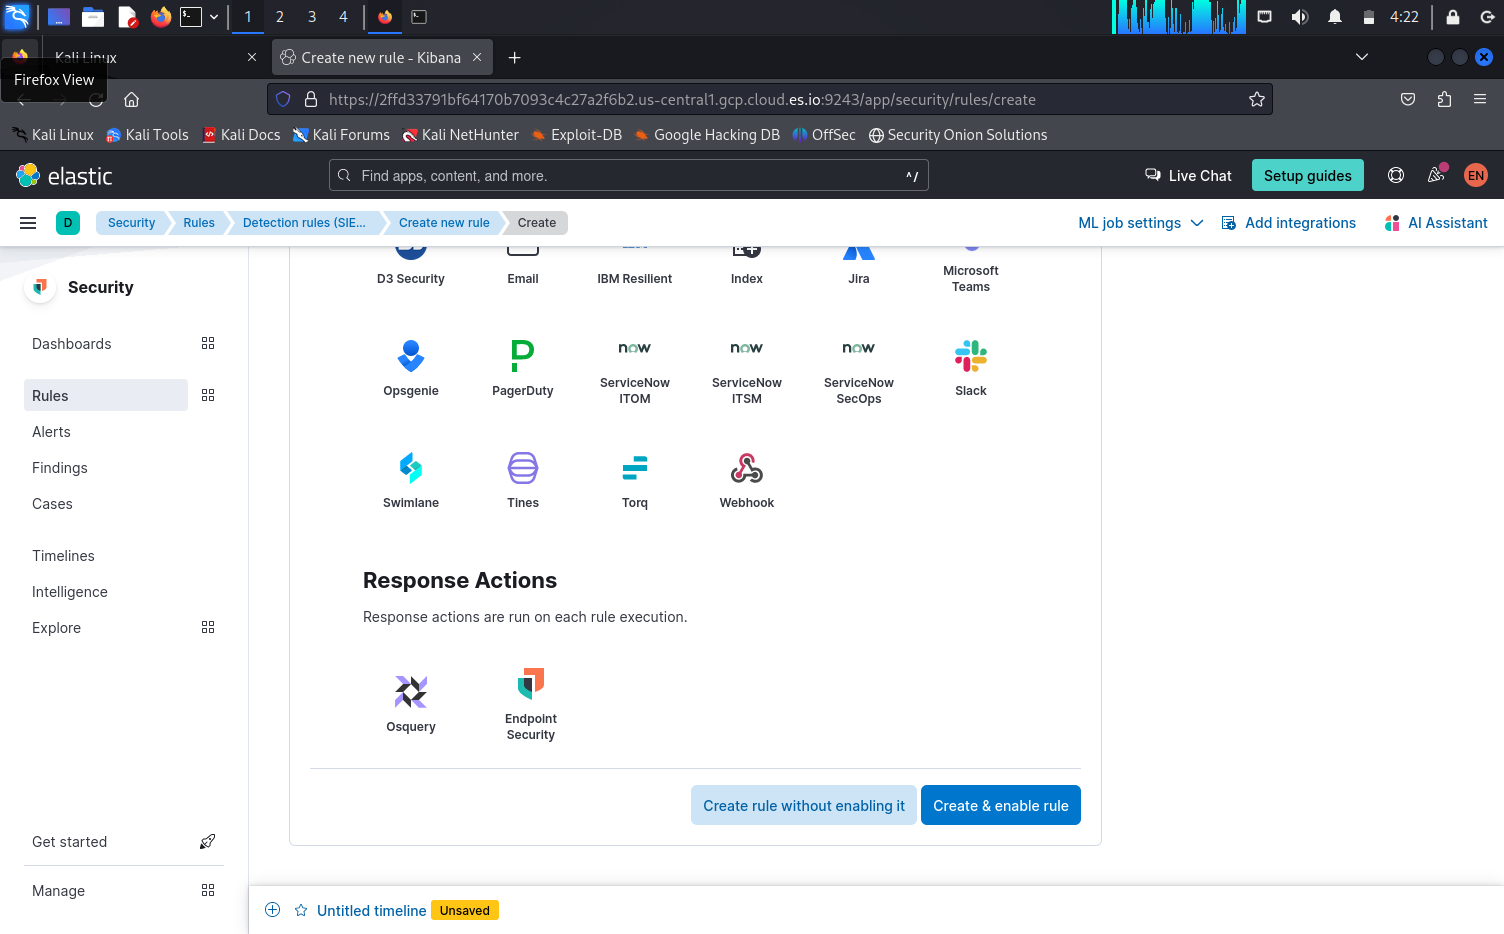 1 2 3 4
4:22
Kali Linux
Create new rule - Kibana
Firefox View
https://2ffd33791bf64170b7093c4c27a2f6b2.us-central1.gcp.cloud.es.io:9243/app/security/rules/create
Kali Linux Kali Tools Kali Docs Kali Forums Kali NetHunter Exploit-DB Google Hacking DB OffSec Security Onion Solutions
elastic
Find apps, content, and more. ^/
Live Chat
Setup guides
EN
D
Security Rules Detection rules (SIE... Create new rule Create
ML job settings
Add integrations
AI Assistant
Security
Dashboards
Rules
Alerts
Findings
Cases
Timelines
Intelligence
Explore
Get started
Manage
D3 Security
Email
IBM Resilient
Index
Jira
Microsoft
Teams
Opsgenie
PagerDuty
now
ServiceNow
ITOM
now
ServiceNow
ITSM
now
ServiceNow
SecOps
Slack
Swimlane
Tines
Torq
Webhook
Response Actions
Response actions are run on each rule execution.
Osquery
Endpoint
Security
Create rule without enabling it
Create & enable rule
Untitled timeline Unsaved